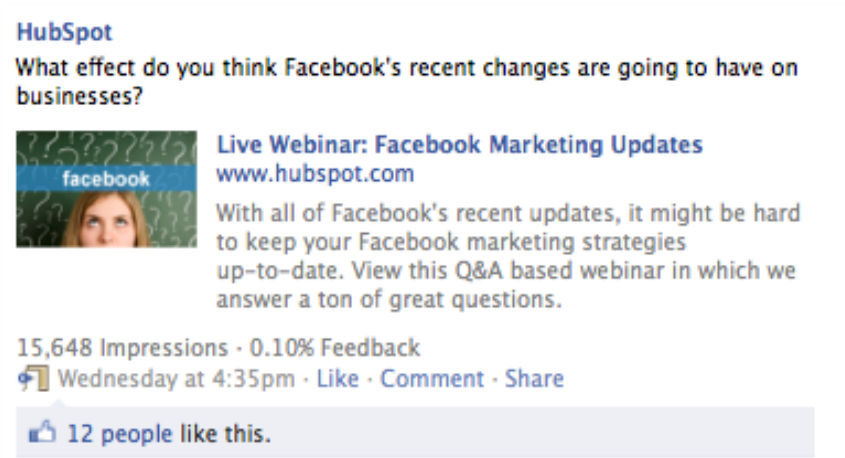 HubSpot
What effect do you think Facebook's recent changes are going to have on
businesses?
facebook
Live Webinar: Facebook Marketing Updates
www.hubspot.com
With all of Facebook's recent updates, it might be hard
to keep your Facebook marketing strategies
up-to-date. View this Q&A based webinar in which we
answer a ton of great questions.
15,648 Impressions · 0.10% Feedback
Wednesday at 4:35pm · Like · Comment · Share
12 people like this.